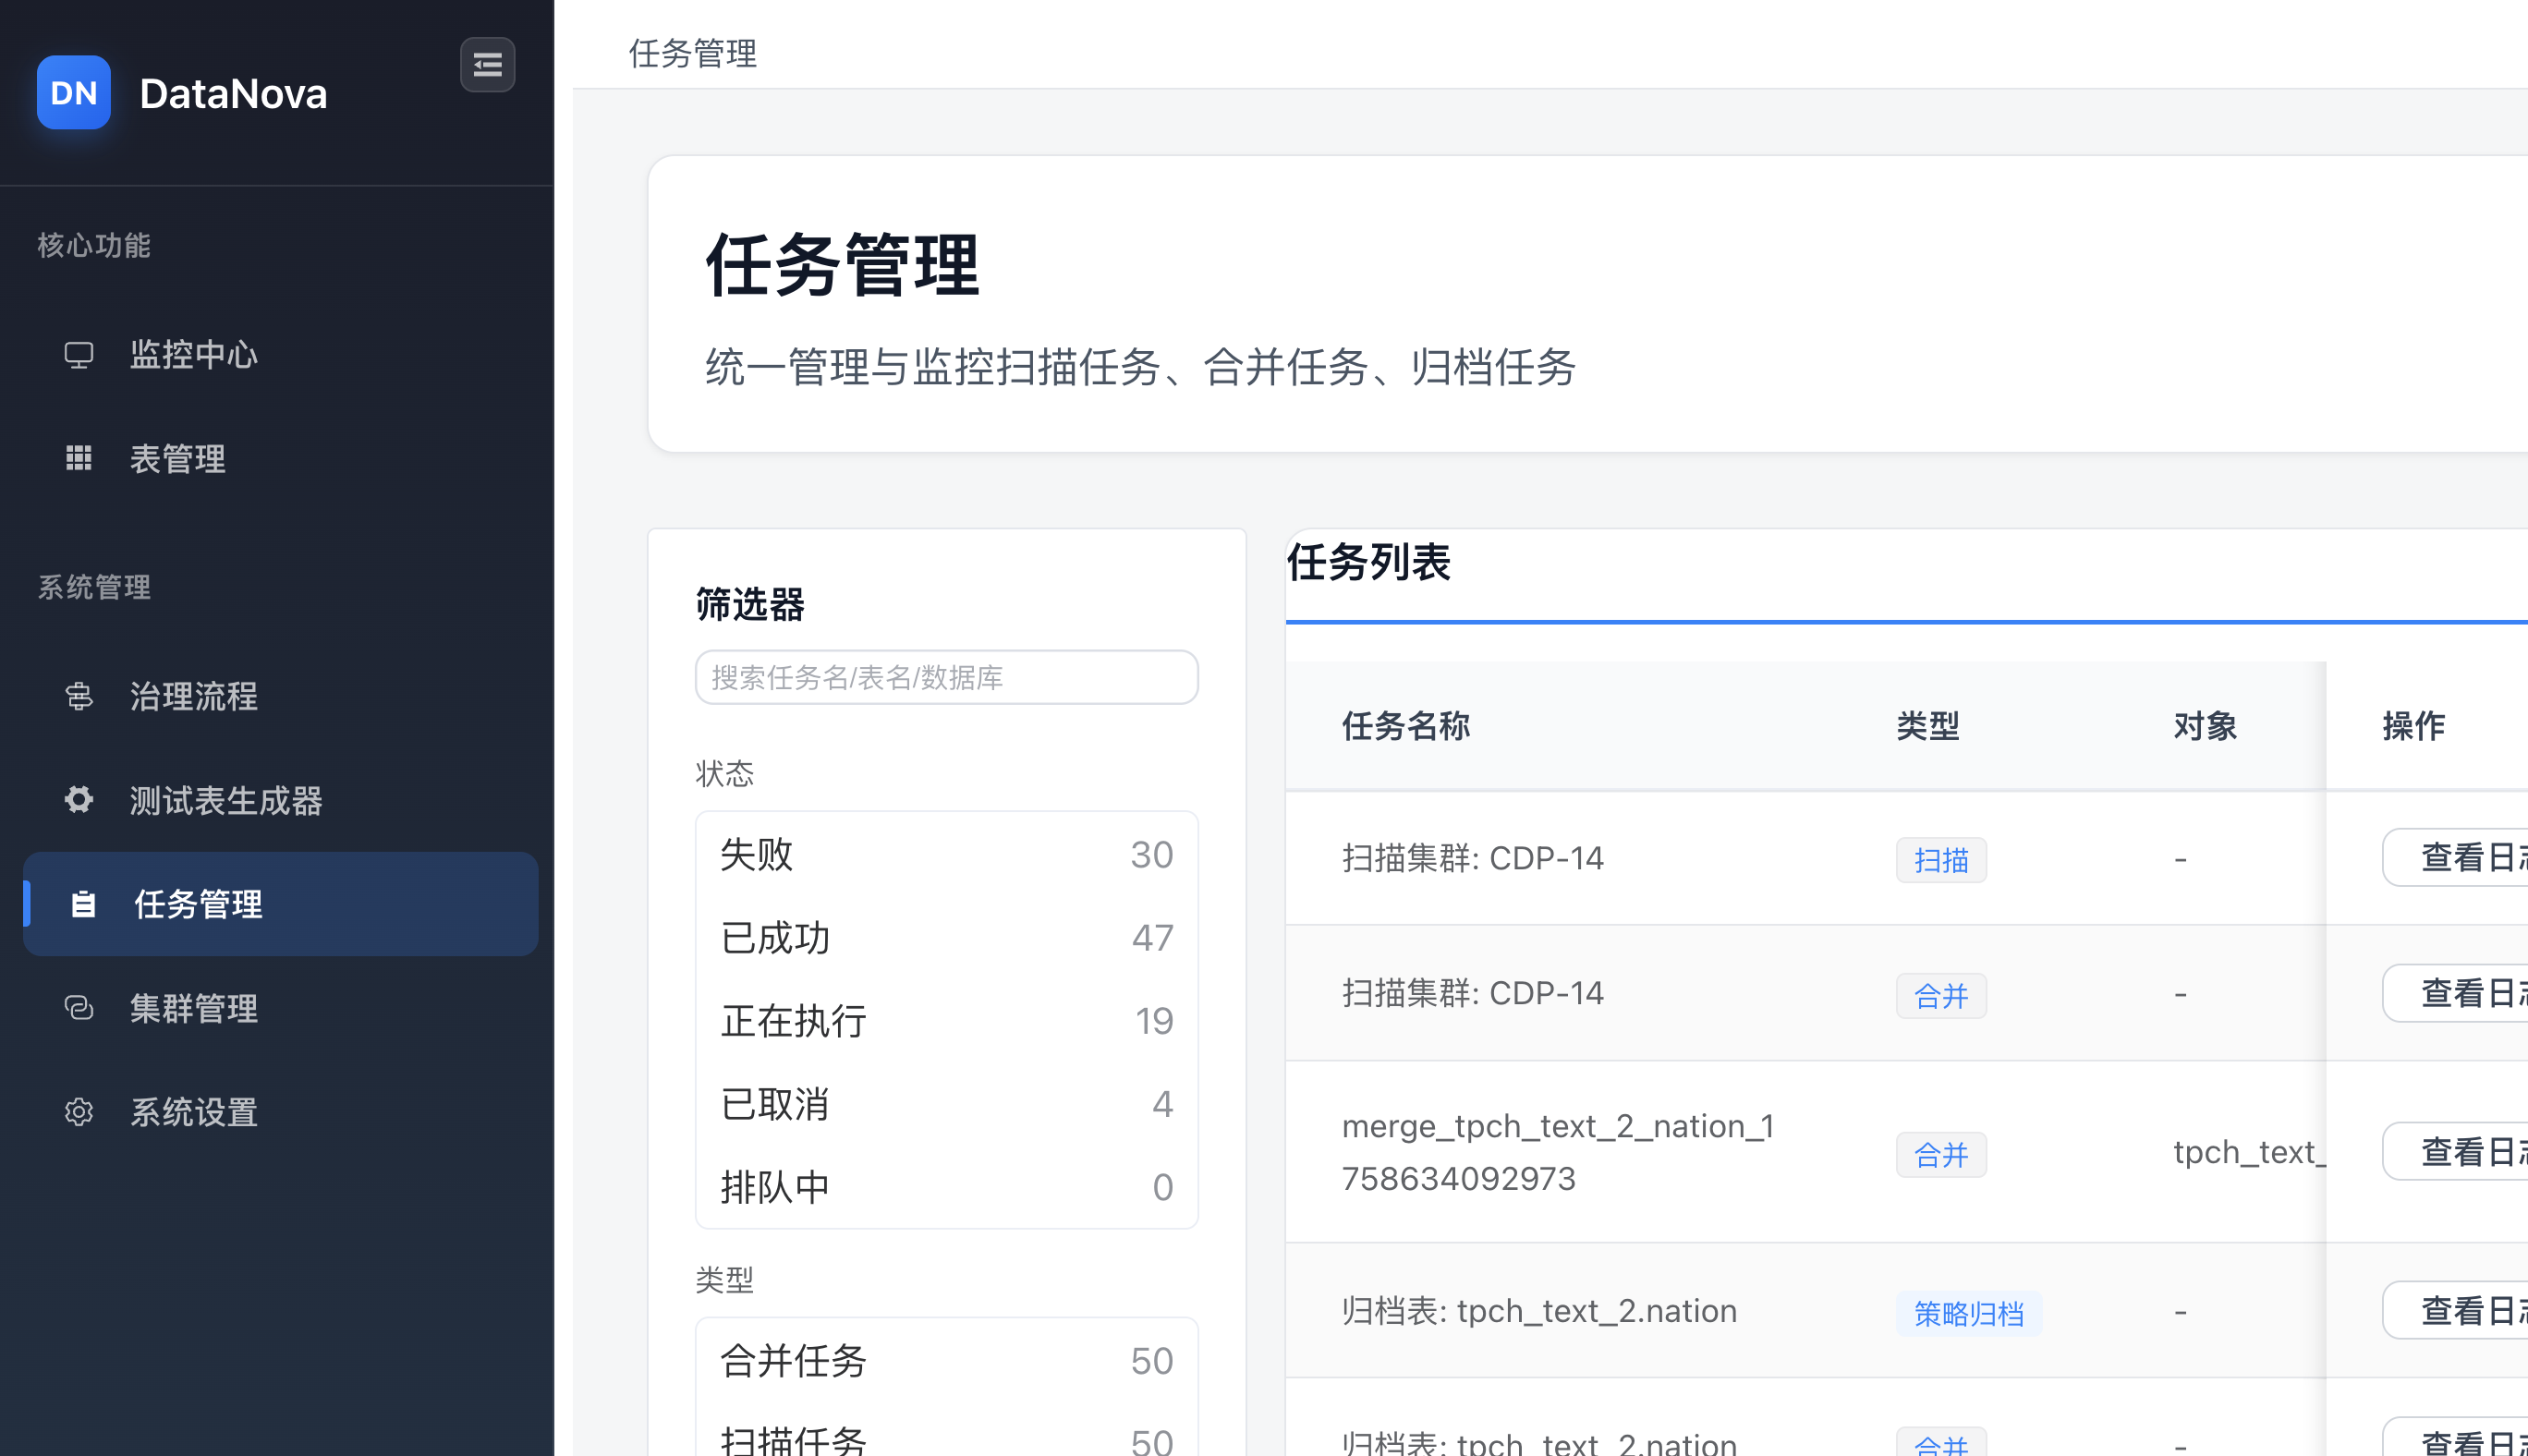 DN
DataNova
核心功能
监控中心
表管理
系统管理
治理流程
测试表生成器
任务管理
集群管理
系统设置
任务管理
任务管理
统一管理与监控扫描任务、合并任务、归档任务
筛选器
搜索任务名/表名/数据库
状态
失败 30
已成功 47
正在执行 19
已取消 4
排队中 0
类型
合并任务 50
扫描任务 50
任务列表
任务名称 类型 对象 操作
扫描集群: CDP-14 扫描 - 查看日志
扫描集群: CDP-14 合并 - 查看日志
merge_tpch_text_2_nation_1
758634092973 合并 tpch_text_ 查看日志
归档表: tpch_text_2.nation 策略归档 - 查看日志
归档表: tpch_text_2.nation 合并 - 查看日志